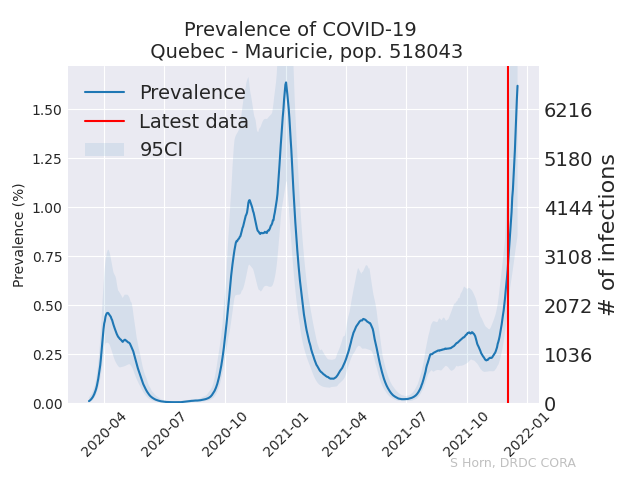 Prevalence of COVID-19
Quebec - Mauricie, pop. 518043
Prevalence
Latest data
95CI
Prevalence (%)
1.50
1.25
1.00
0.75
0.50
0.25
0.00
6216
5180
4144
3108
2072
1036
0
# of infections
2020-04
2020-07
2020-10
2021-01
2021-04
2021-07
2021-10
2022-01
S Horn, DRDC CORA